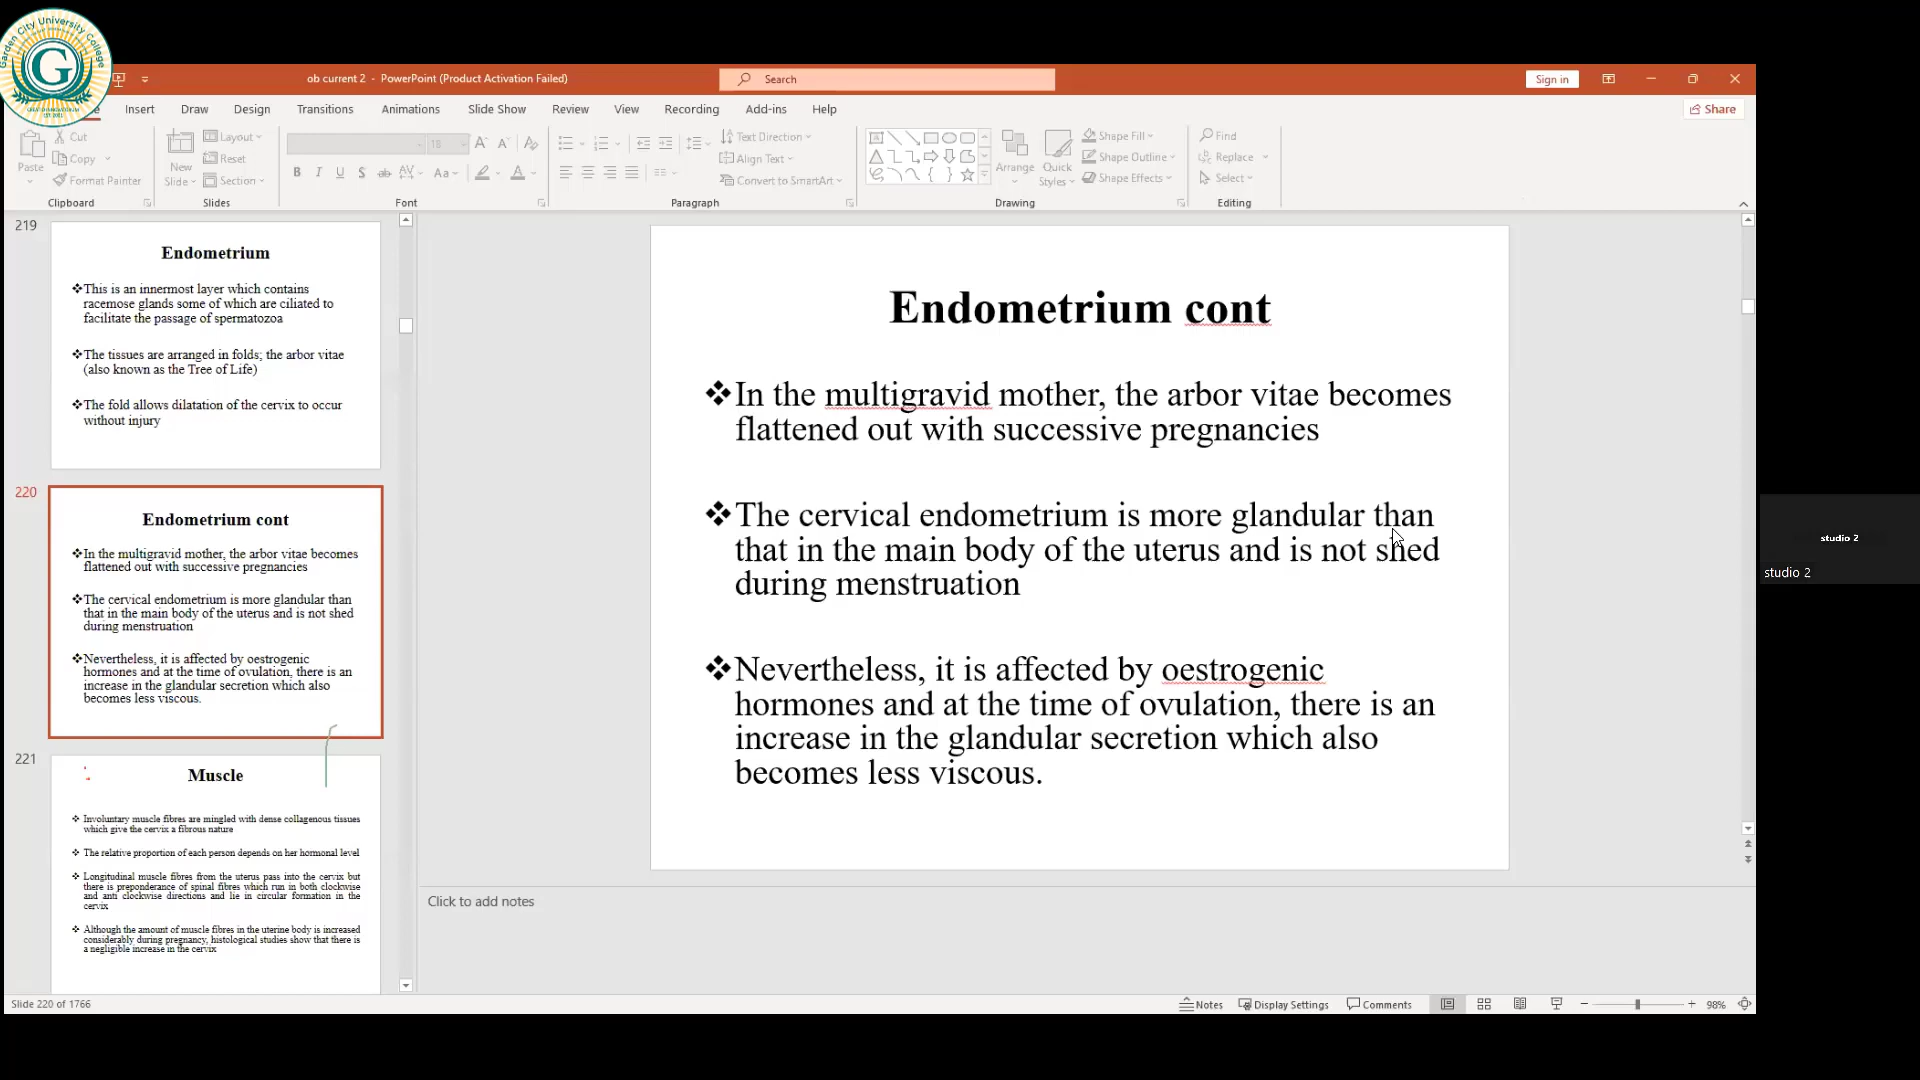 Garden City University College
G
ob current 2 - PowerPoint (Product Activation Failed)
Search
Sign in
Insert Draw Design Transitions Animations Slide Show Review View Recording Add-ins Help
Share
Paste
Cut
Copy
Format Painter
Clipboard
New Slide
Layout
Reset
Section
Slides
18
B I U S ab AV Aa A
Font
Text Direction
Align Text
Convert to SmartArt
Paragraph
Arrange
Quick Styles
Shape Fill
Shape Outline
Shape Effects
Drawing
Find
Replace
Select
Editing
219
Endometrium
This is an innermost layer which contains
racemose glands some of which are ciliated to
facilitate the passage of spermatozoa
The tissues are arranged in folds; the arbor vitae
(also known as the Tree of Life)
The fold allows dilatation of the cervix to occur
without injury
220
Endometrium cont
In the multigravid mother, the arbor vitae becomes
flattened out with successive pregnancies
The cervical endometrium is more glandular than
that in the main body of the uterus and is not shed
during menstruation
Nevertheless, it is affected by oestrogenic
hormones and at the time of ovulation, there is an
increase in the glandular secretion which also
becomes less viscous.
221
Muscle
Involuntary muscle fibres are mingled with dense collagenous tissues
which give the cervix a fibrous nature
The relative proportion of each person depends on her hormonal level
Longitudinal muscle fibres from the uterus pass into the cervix but
there is preponderance of spinal fibres which run in both clockwise
and anti clockwise directions and lie in circular formation in the
cervix
Although the amount of muscle fibres in the uterine body is increased
considerably during pregnancy, histological studies show that there is
a negligible increase in the cervix
Endometrium cont
In the multigravid mother, the arbor vitae becomes
flattened out with successive pregnancies
The cervical endometrium is more glandular than
that in the main body of the uterus and is not shed
during menstruation
Nevertheless, it is affected by oestrogenic
hormones and at the time of ovulation, there is an
increase in the glandular secretion which also
becomes less viscous.
Click to add notes
studio 2
studio 2
Slide 220 of 1766
Notes Display Settings Comments
98%